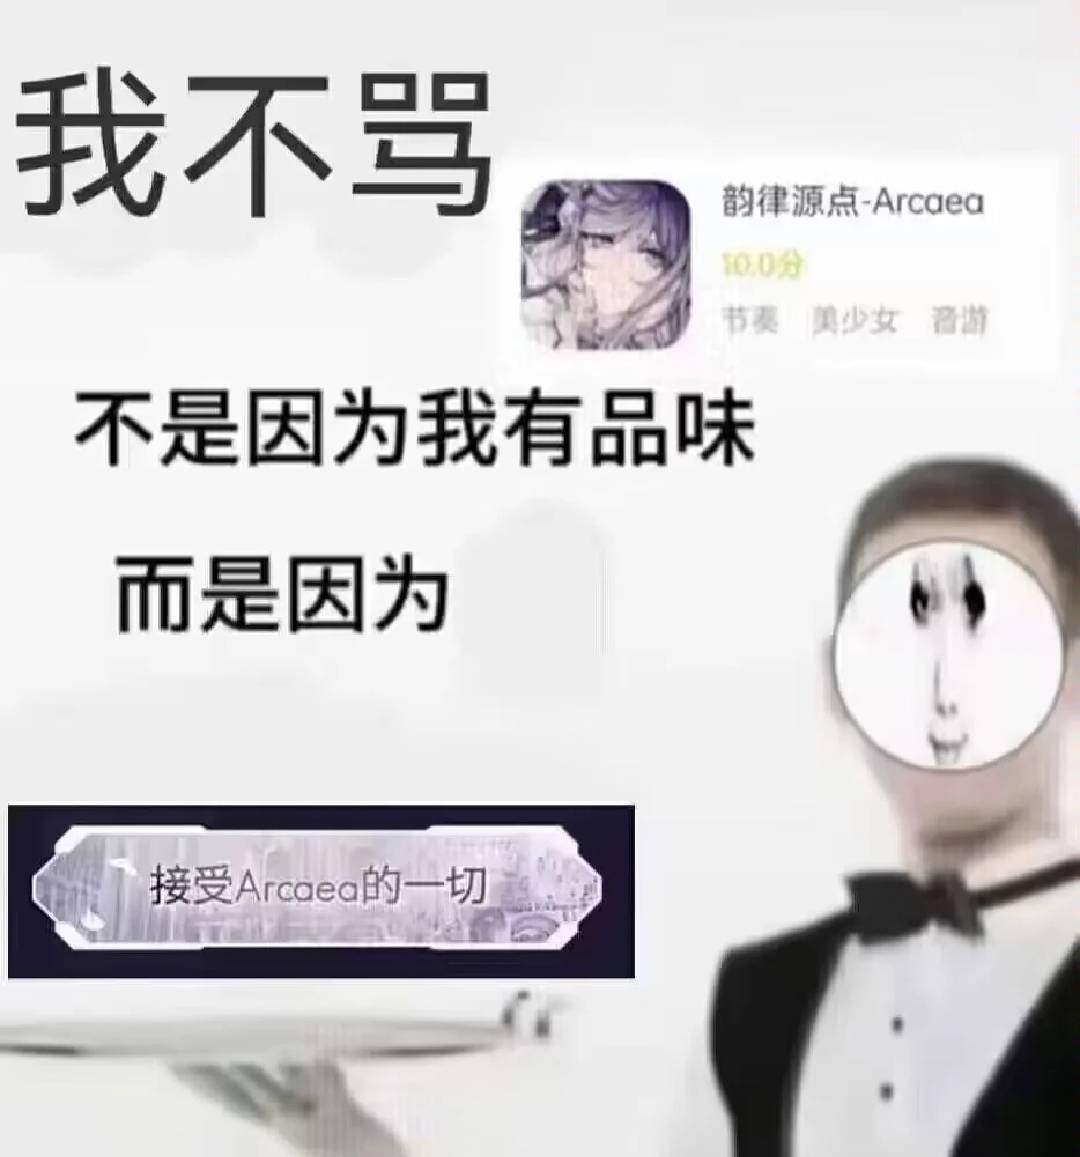 我不骂
韵律源点-Arcaea
10.0分
节奏 美少女 音游
不是因为我有品味
而是因为
接受Arcaea的一切